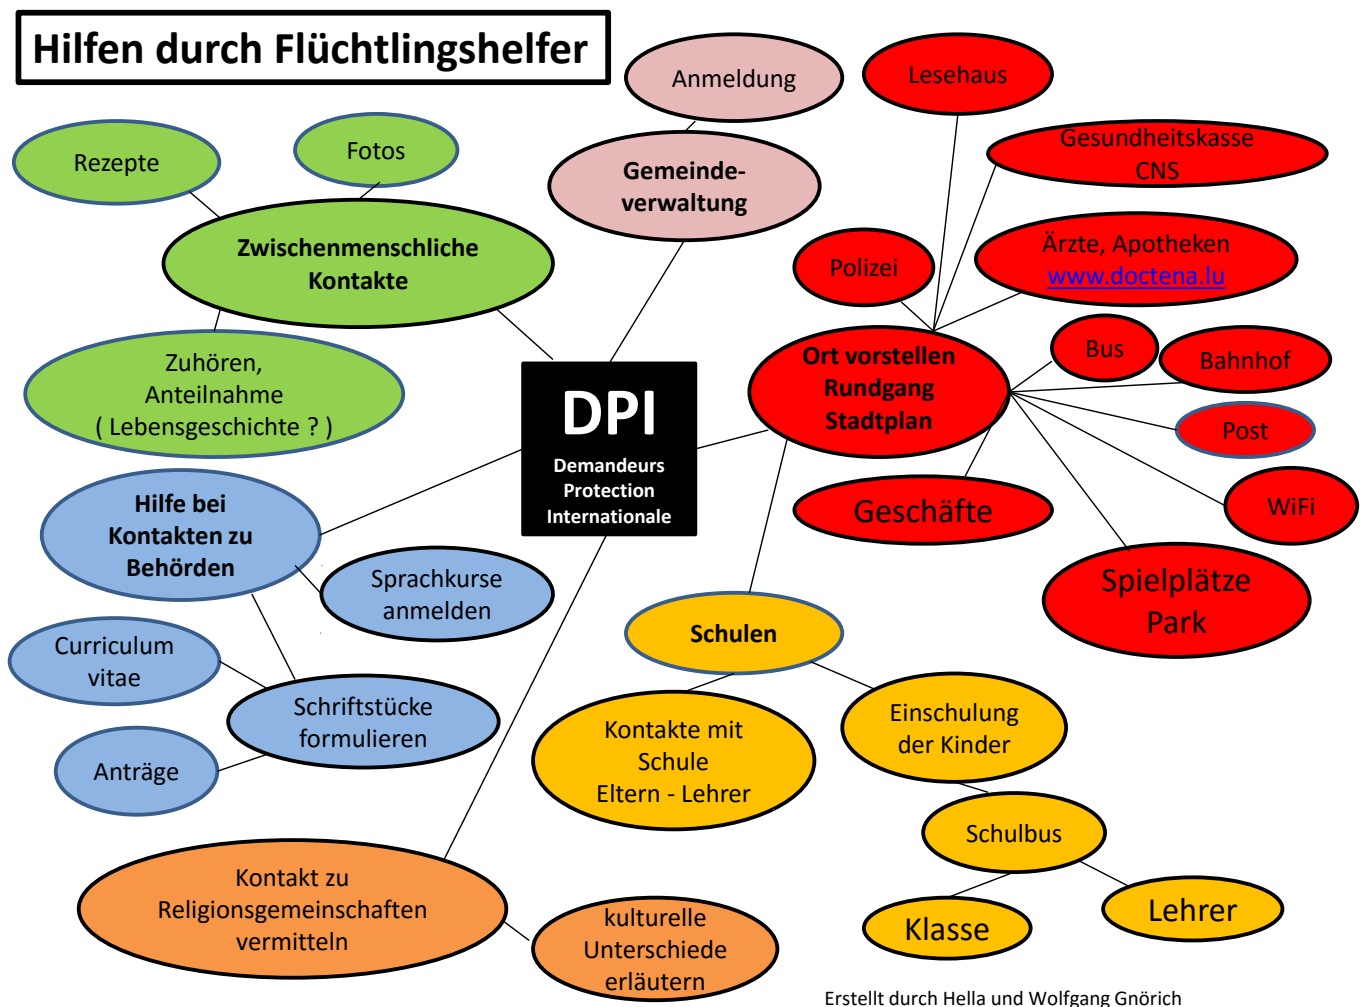 Hilfen durch Flüchtlingshelfer
Anmeldung
Lesehaus
Rezepte
Fotos
Gemeinde-
verwaltung
Gesundheitskasse
CNS
Zwischenmenschliche
Kontakte
Polizei
Ärzte, Apotheken
www.doctena.lu
Zuhören,
Anteilnahme
( Lebensgeschichte ? )
DPI
Demandeurs
Protection
Internationale
Ort vorstellen
Rundgang
Stadtplan
Bus
Bahnhof
Post
WiFi
Geschäfte
Spielplätze
Park
Hilfe bei
Kontakten zu
Behörden
Sprachkurse
anmelden
Curriculum
vitae
Schriftstücke
formulieren
Anträge
Schulen
Kontakte mit
Schule
Eltern - Lehrer
Einschulung
der Kinder
Schulbus
Klasse
Lehrer
Kontakt zu
Religionsgemeinschaften
vermitteln
kulturelle
Unterschiede
erläutern
Erstellt durch Hella und Wolfgang Gnörich